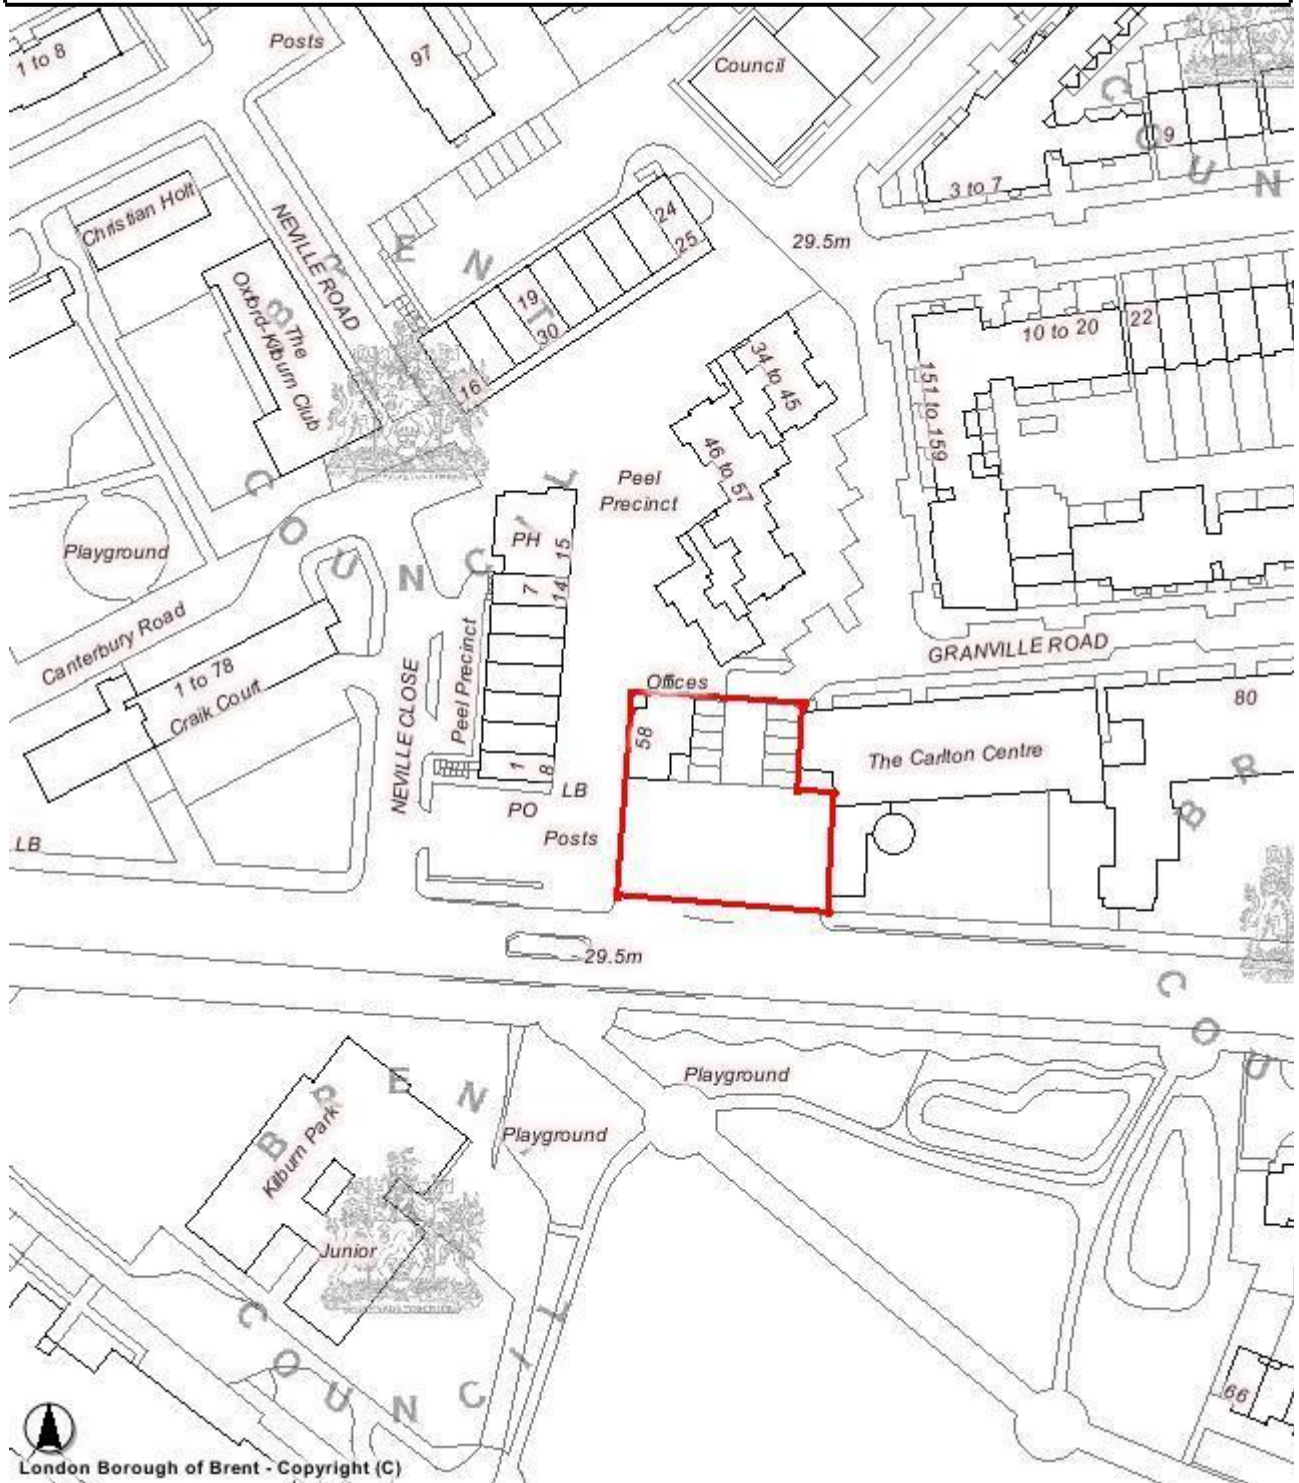 1 to 8
Posts
97
Council
9
3 to 7
Christian Holt
NEVILLE ROAD
24
25
29.5m
The
Oxford-Kilburn Club
19
30
16
34 to 45
10 to 20
22
151 to 159
46 to 57
Peel
Precinct
Playground
PH
15
7
14
Canterbury Road
1 to 78
Craik Court
NEVILLE CLOSE
Peel Precinct
GRANVILLE ROAD
Offices
58
80
The Carlton Centre
1
8
LB
PO
Posts
LB
29.5m
Playground
Playground
Kilburn Park
Junior
66
BRENT COUNCIL
BRENT COUNCIL
London Borough of Brent - Copyright (C)